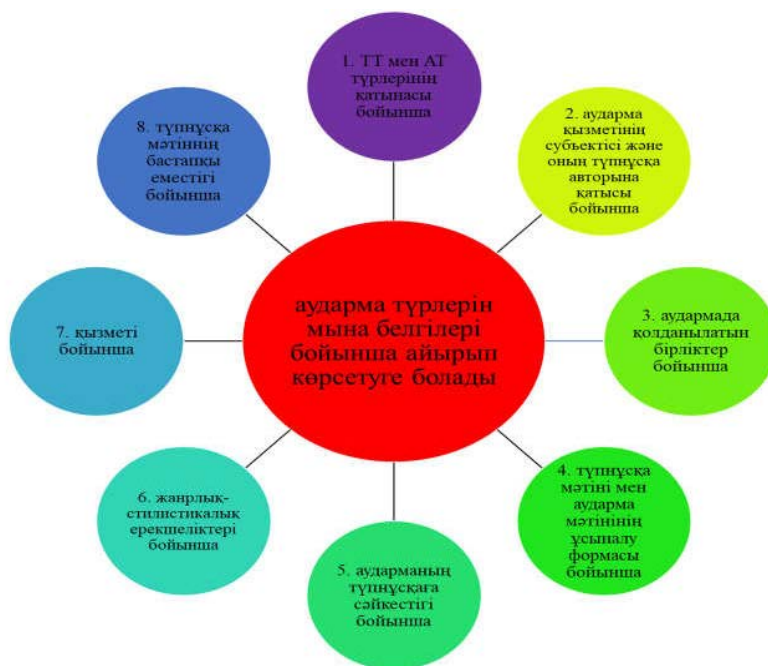 аударма түрлерін
мына белгілері
бойынша айырып
көрсетуге болады
1. ТТ мен АТ
түрлерінің
қатынасы
бойынша
2. аударма
қызметінің
субъектісі және
оның түпнұсқа
авторына
қатысы
бойынша
3. аудармада
қолданылатын
бірліктер
бойынша
4. түпнұсқа
мәтіні мен
аударма
мәтінінің
ұсыналу
формасы
бойынша
5. аударманың
түпнұсқаға
сәйкестігі
бойынша
6. жанрлық-
стилистикалық
ерекшеліктері
бойынша
7. қызметі
бойынша
8. түпнұсқа
мәтіннің
бастапқы
еместігі
бойынша